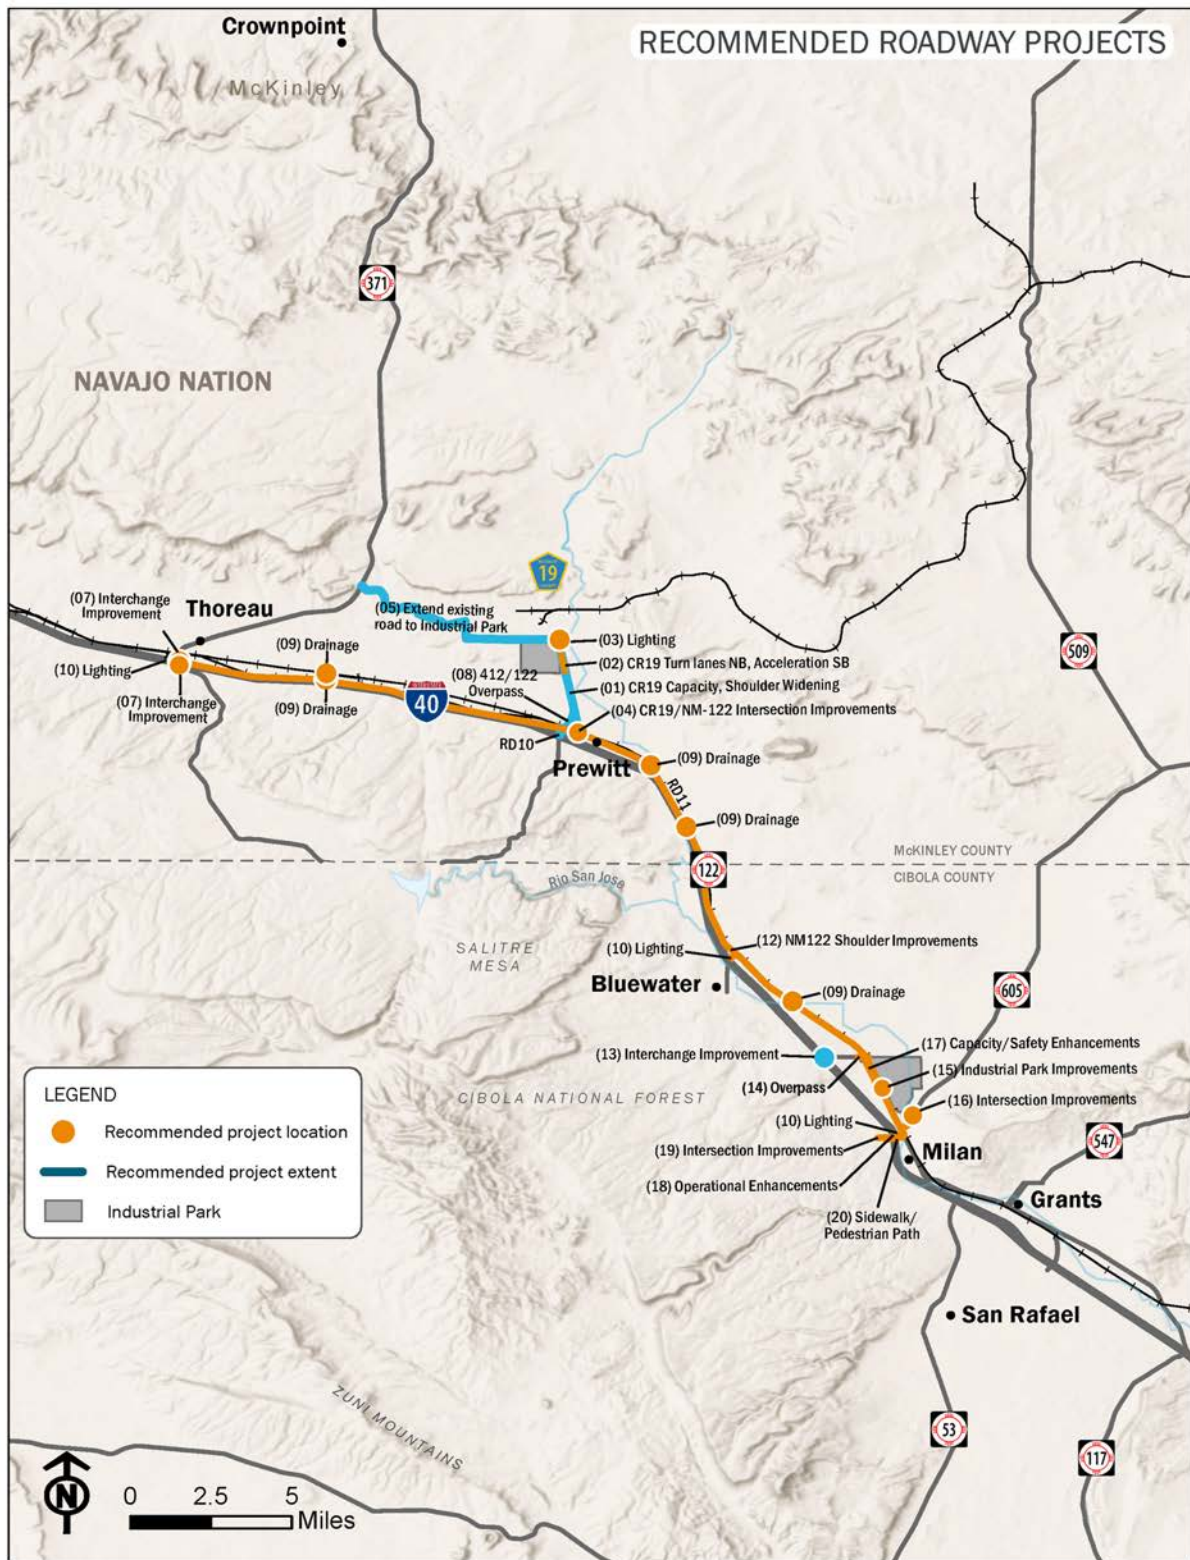 Crownpoint
RECOMMENDED ROADWAY PROJECTS
McKinley
371
NAVAJO NATION
19
(07) Interchange
Improvement
Thoreau
(05) Extend existing
road to Industrial Park
(09) Drainage
(03) Lighting
(10) Lighting
(02) CR19 Turn lanes NB, Acceleration SB
509
(08) 412/122
Overpass
(01) CR19 Capacity, Shoulder Widening
(07) Interchange
Improvement
(09) Drainage
40
(04) CR19/NM-122 Intersection Improvements
RD10
Prewitt
(09) Drainage
RD11
(09) Drainage
McKINLEY COUNTY
CIBOLA COUNTY
122
Rio San Jose
SALITRE
MESA
(12) NM122 Shoulder Improvements
(10) Lighting
Bluewater
(09) Drainage
605
(17) Capacity/Safety Enhancements
(13) Interchange Improvement
(15) Industrial Park Improvements
(14) Overpass
LEGEND
CIBOLA NATIONAL FOREST
(16) Intersection Improvements
(10) Lighting
Recommended project location
547
(19) Intersection Improvements
Milan
Recommended project extent
(18) Operational Enhancements
Grants
Industrial Park
(20) Sidewalk/
Pedestrian Path
San Rafael
ZUNI MOUNTAINS
53
117
N
0 2.5 5
Miles